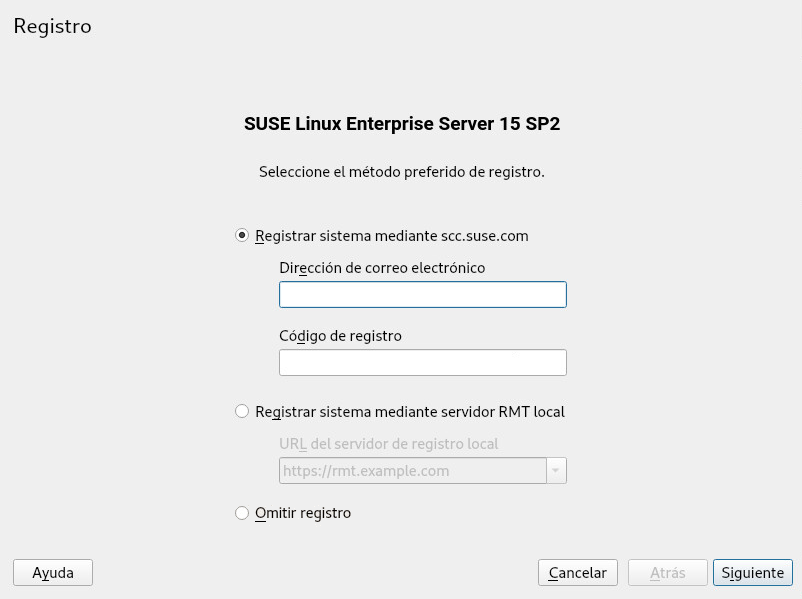 Registro
SUSE Linux Enterprise Server 15 SP2
Seleccione el método preferido de registro.
Registrar sistema mediante scc.suse.com
Dirección de correo electrónico
Código de registro
Registrar sistema mediante servidor RMT local
URL del servidor de registro local
https://rmt.example.com
Omitir registro
Ayuda
Cancelar
Atrás
Siguiente